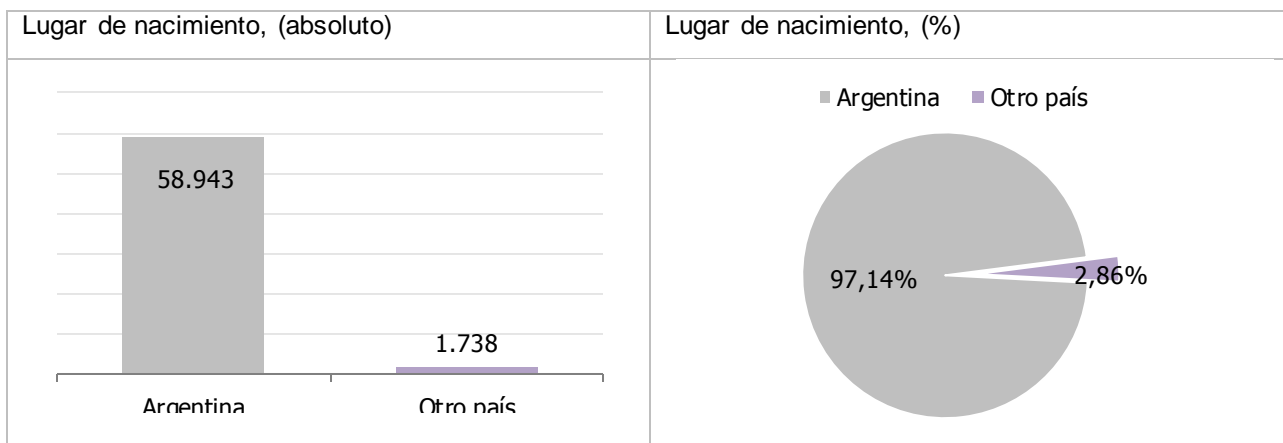 Lugar de nacimiento, (absoluto)
58.943
1.738
Argentina
Otro país
Lugar de nacimiento, (%)
Argentina
Otro país
97,14%
2,86%